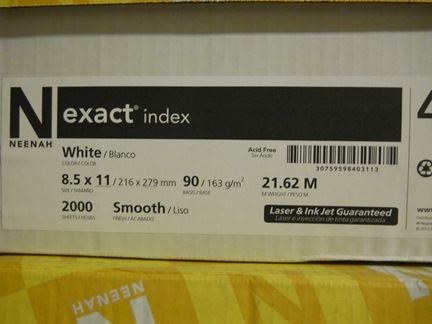 N
NEENAH
exact® index
White / Blanco
COLOR / COLOR
Acid Free
Sin Ácido
30759598403113
8.5 x 11 / 216 x 279 mm
SIZE / TAMAÑO
90 / 163 g/m²
BASIS / BASE
21.62 M
M WEIGHT / PESO M
2000
SHEETS / HOJAS
Smooth / Liso
FINISH / ACABADO
Laser & Ink Jet Guaranteed
Láser e inyección de tinta garantizada
NEENAH
NEENAH